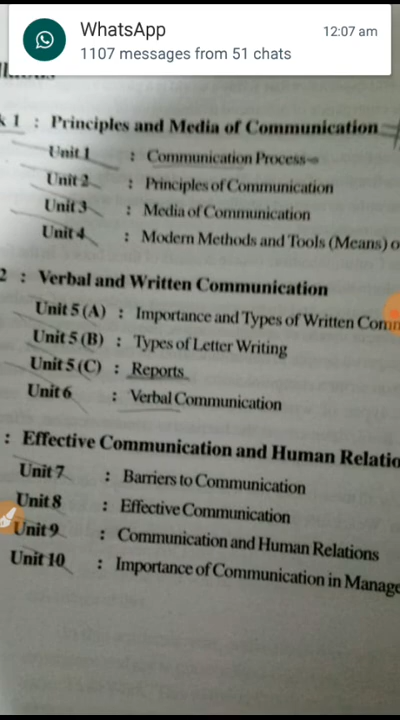 WhatsApp
12:07 am
1107 messages from 51 chats
k 1 : Principles and Media of Communication
Unit 1 : Communication Process
Unit 2 : Principles of Communication
Unit 3 : Media of Communication
Unit 4 : Modern Methods and Tools (Means) o
2 : Verbal and Written Communication
Unit 5 (A) : Importance and Types of Written Com
Unit 5 (B) : Types of Letter Writing
Unit 5 (C) : Reports
Unit 6 : Verbal Communication
: Effective Communication and Human Relatio
Unit 7 : Barriers to Communication
Unit 8 : Effective Communication
Unit 9 : Communication and Human Relations
Unit 10 : Importance of Communication in Manage